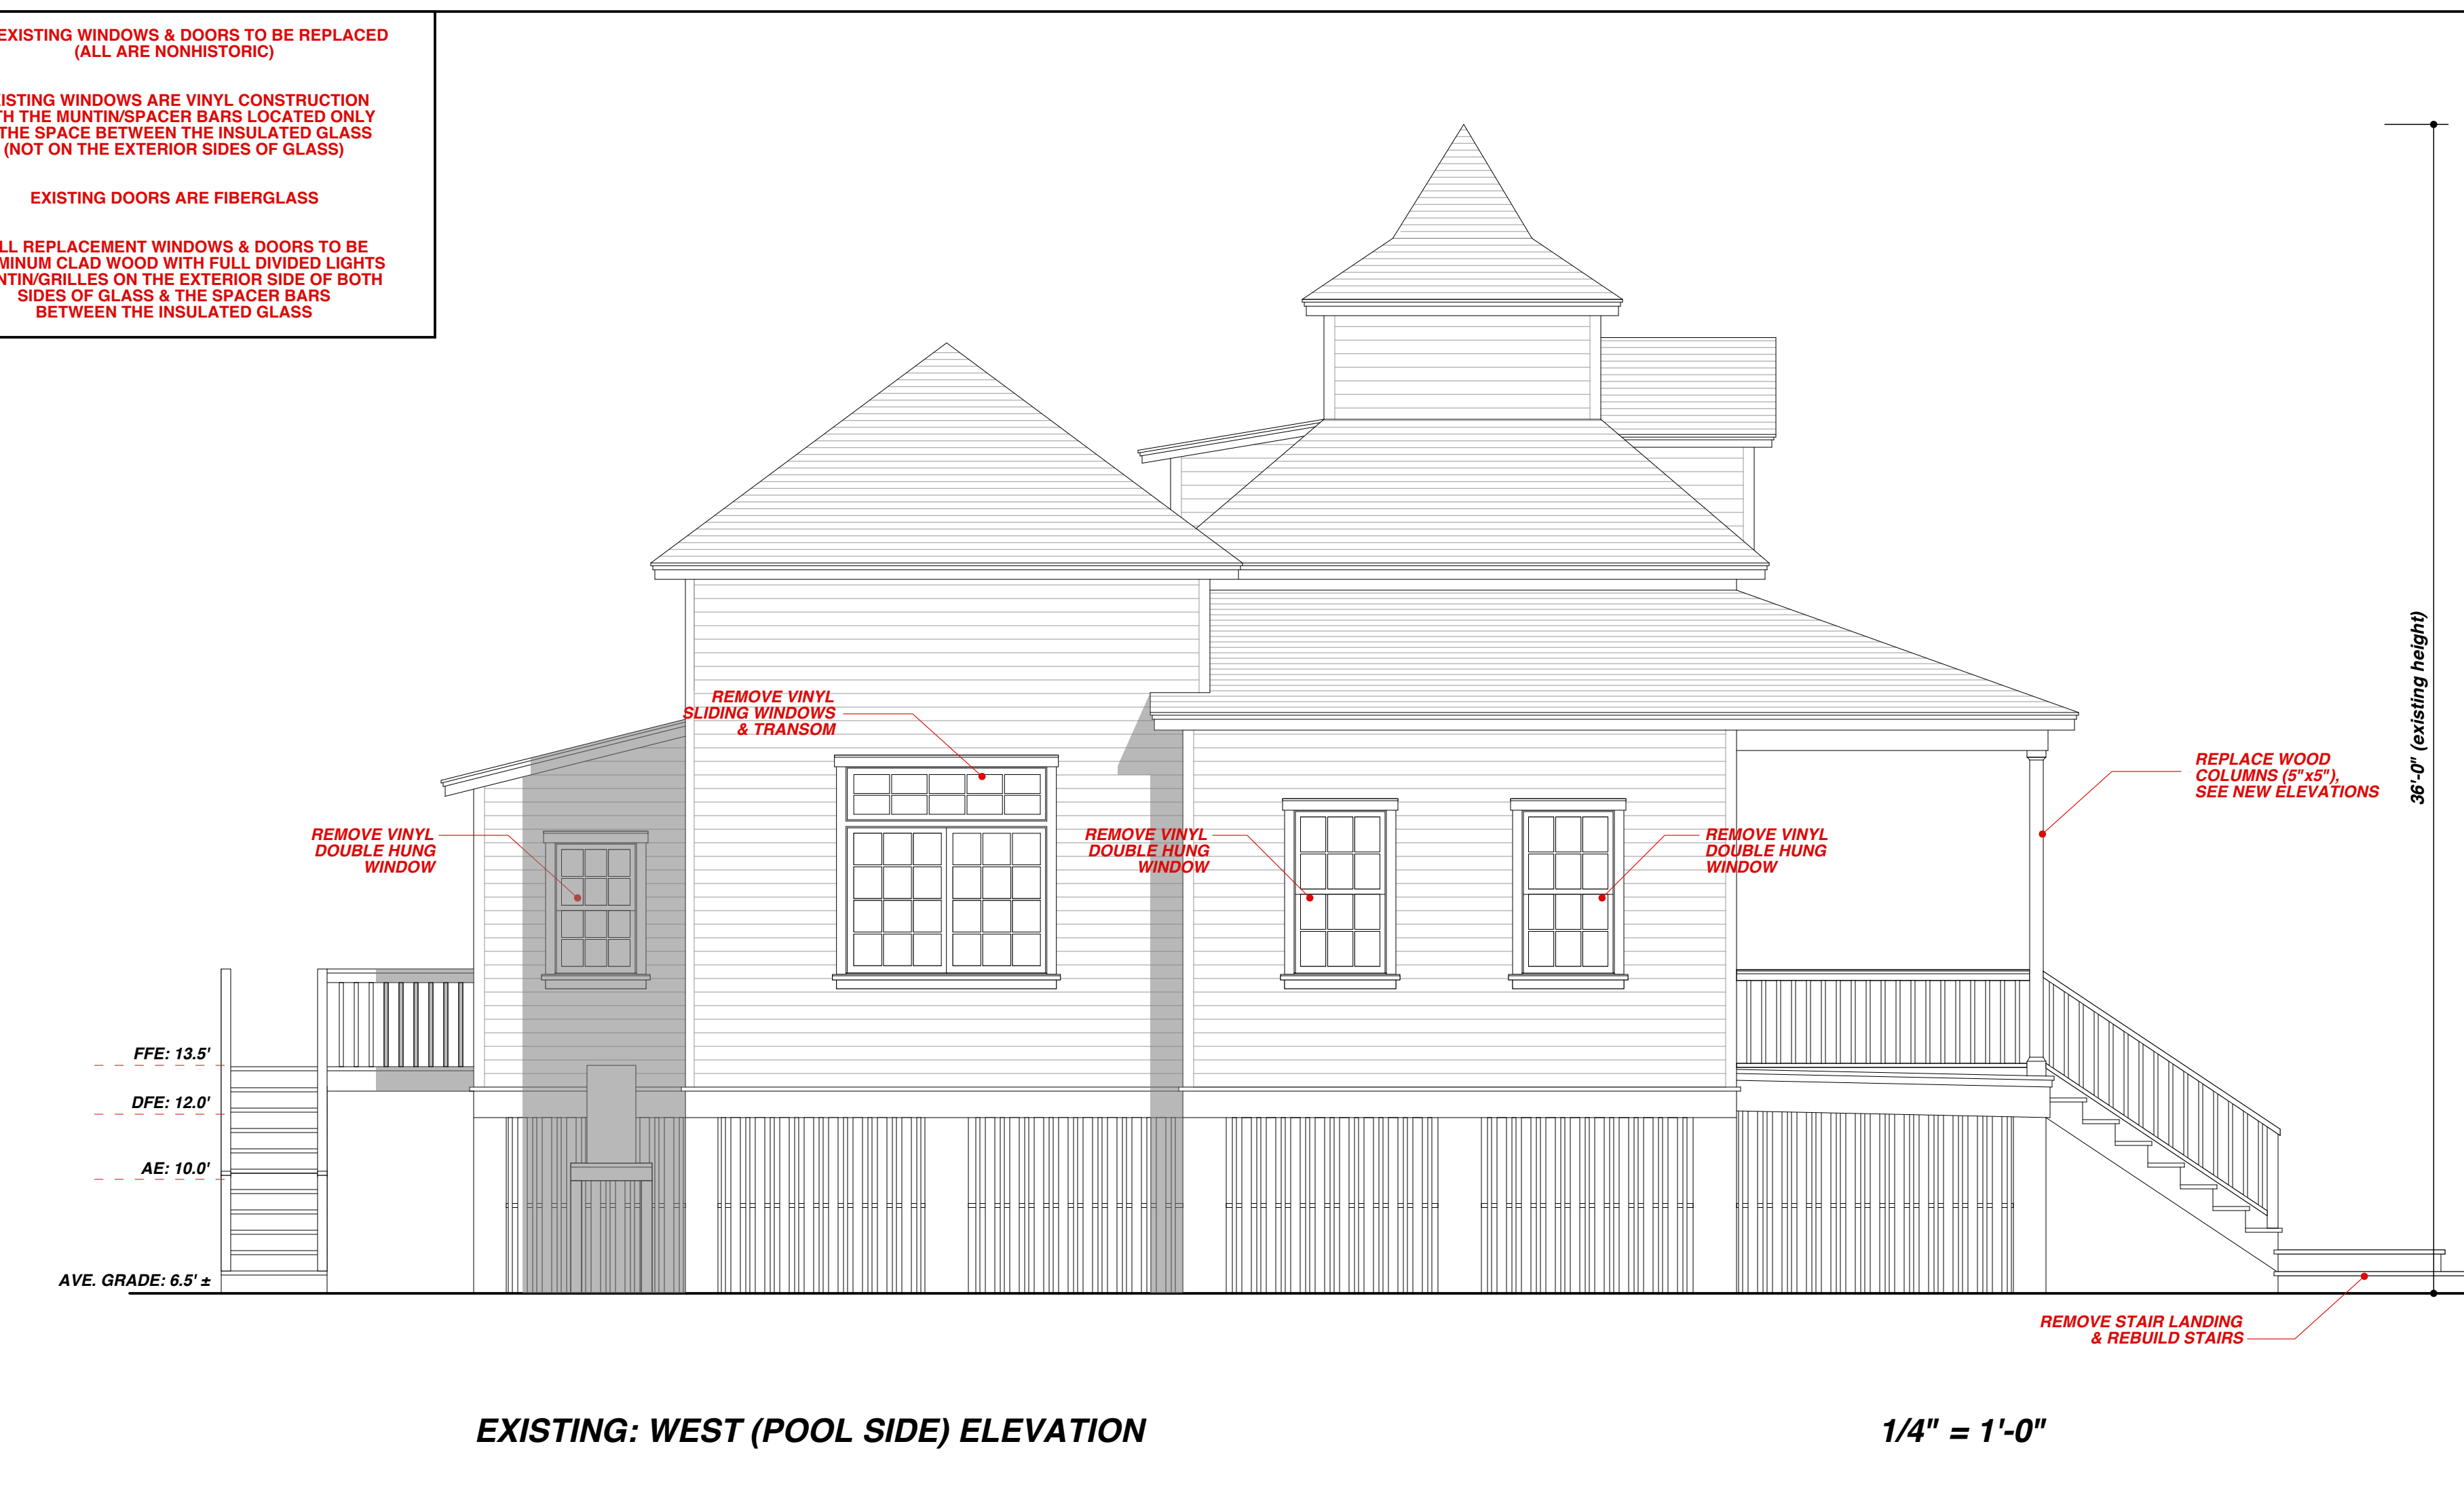 EXISTING WINDOWS & DOORS TO BE REPLACED
(ALL ARE NONHISTORIC)
ISTING WINDOWS ARE VINYL CONSTRUCTION
TH THE MUNTIN/SPACER BARS LOCATED ONLY
THE SPACE BETWEEN THE INSULATED GLASS
(NOT ON THE EXTERIOR SIDES OF GLASS)
EXISTING DOORS ARE FIBERGLASS
LL REPLACEMENT WINDOWS & DOORS TO BE
MINUM CLAD WOOD WITH FULL DIVIDED LIGHTS
NTIN/GRILLES ON THE EXTERIOR SIDE OF BOTH
SIDES OF GLASS & THE SPACER BARS
BETWEEN THE INSULATED GLASS
REMOVE VINYL
SLIDING WINDOWS
& TRANSOM
REMOVE VINYL
DOUBLE HUNG
WINDOW
REMOVE VINYL
DOUBLE HUNG
WINDOW
REMOVE VINYL
DOUBLE HUNG
WINDOW
REPLACE WOOD
COLUMNS (5"x5"),
SEE NEW ELEVATIONS
36'-0" (existing height)
FFE: 13.5'
DFE: 12.0'
AE: 10.0'
AVE. GRADE: 6.5' ±
REMOVE STAIR LANDING
& REBUILD STAIRS
EXISTING: WEST (POOL SIDE) ELEVATION
1/4" = 1'-0"